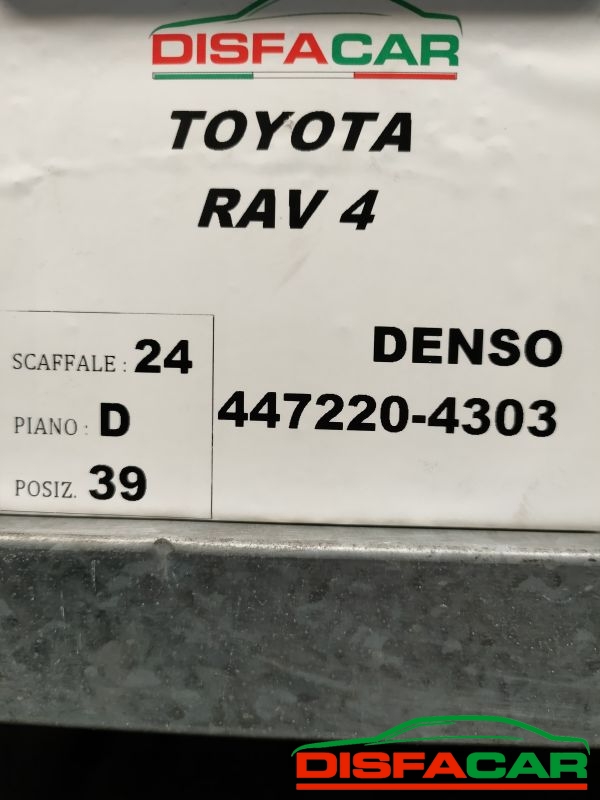 DISFACAR
TOYOTA
RAV 4
SCAFFALE : 24
PIANO : D
POSIZ. 39
DENSO
447220-4303
DISFACAR